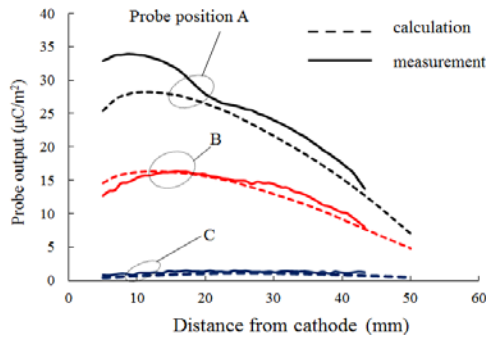 Probe position A
calculation
measurement
B
C
Probe output (μC/m²)
40
35
30
25
20
15
10
5
0
0 10 20 30 40 50 60
Distance from cathode (mm)